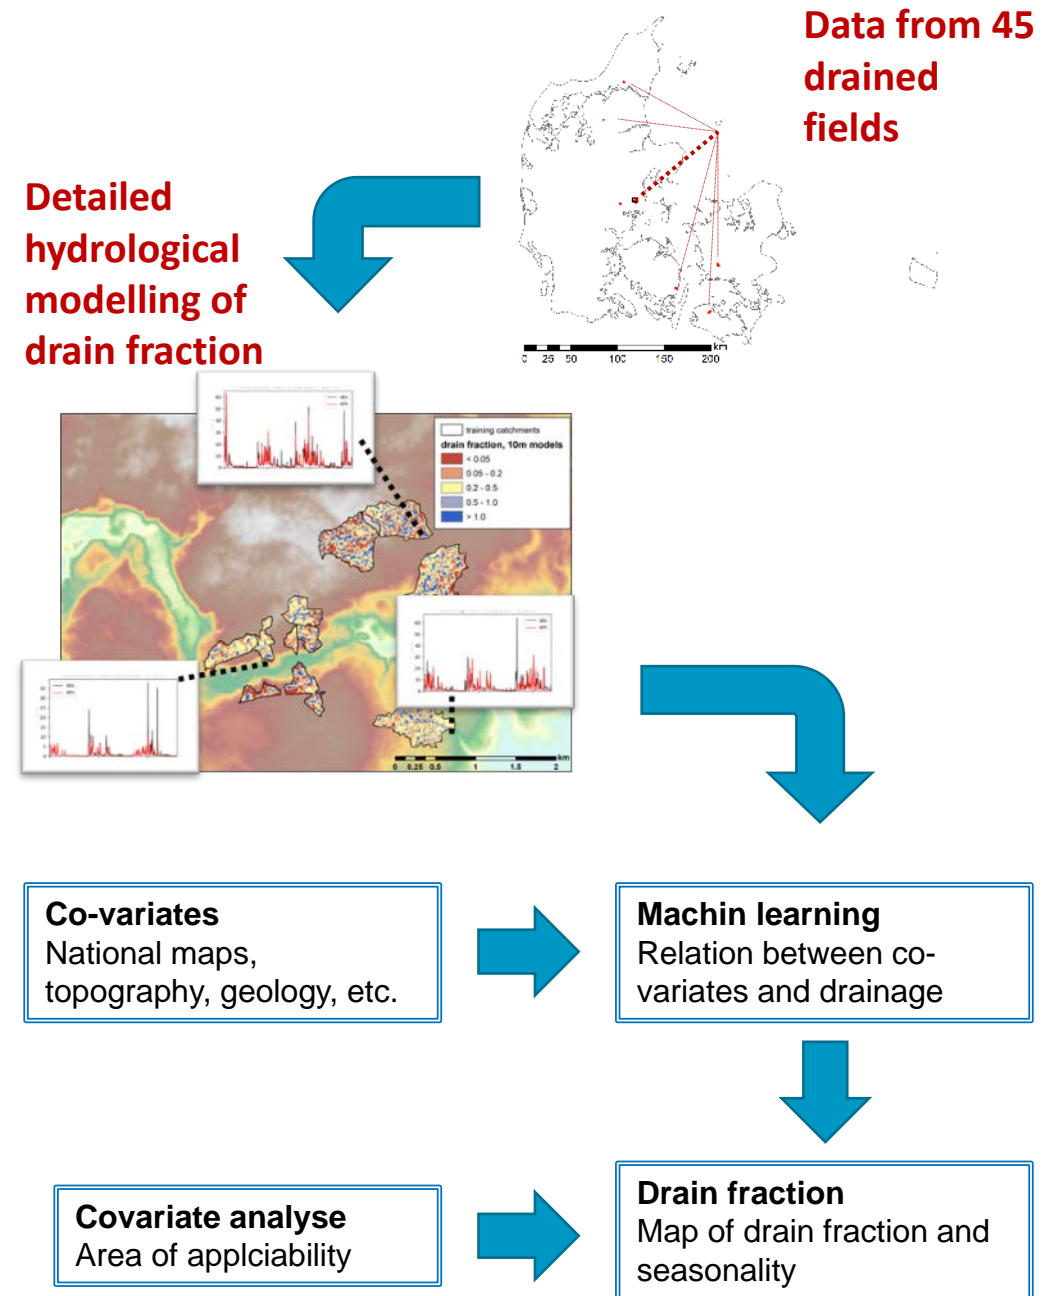 Data from 45
drained
fields
km
0 25 50 100 150 200
Detailed
hydrological
modelling of
drain fraction
training catchments
drain fraction, 10m models
< 0.05
0.05 - 0.2
0.2 - 0.5
0.5 - 1.0
> 1.0
km
0 0.25 0.5 1 1.5 2
Co-variates
National maps,
topography, geology, etc.
Machin learning
Relation between co-
variates and drainage
Covariate analyse
Area of applciability
Drain fraction
Map of drain fraction and
seasonality